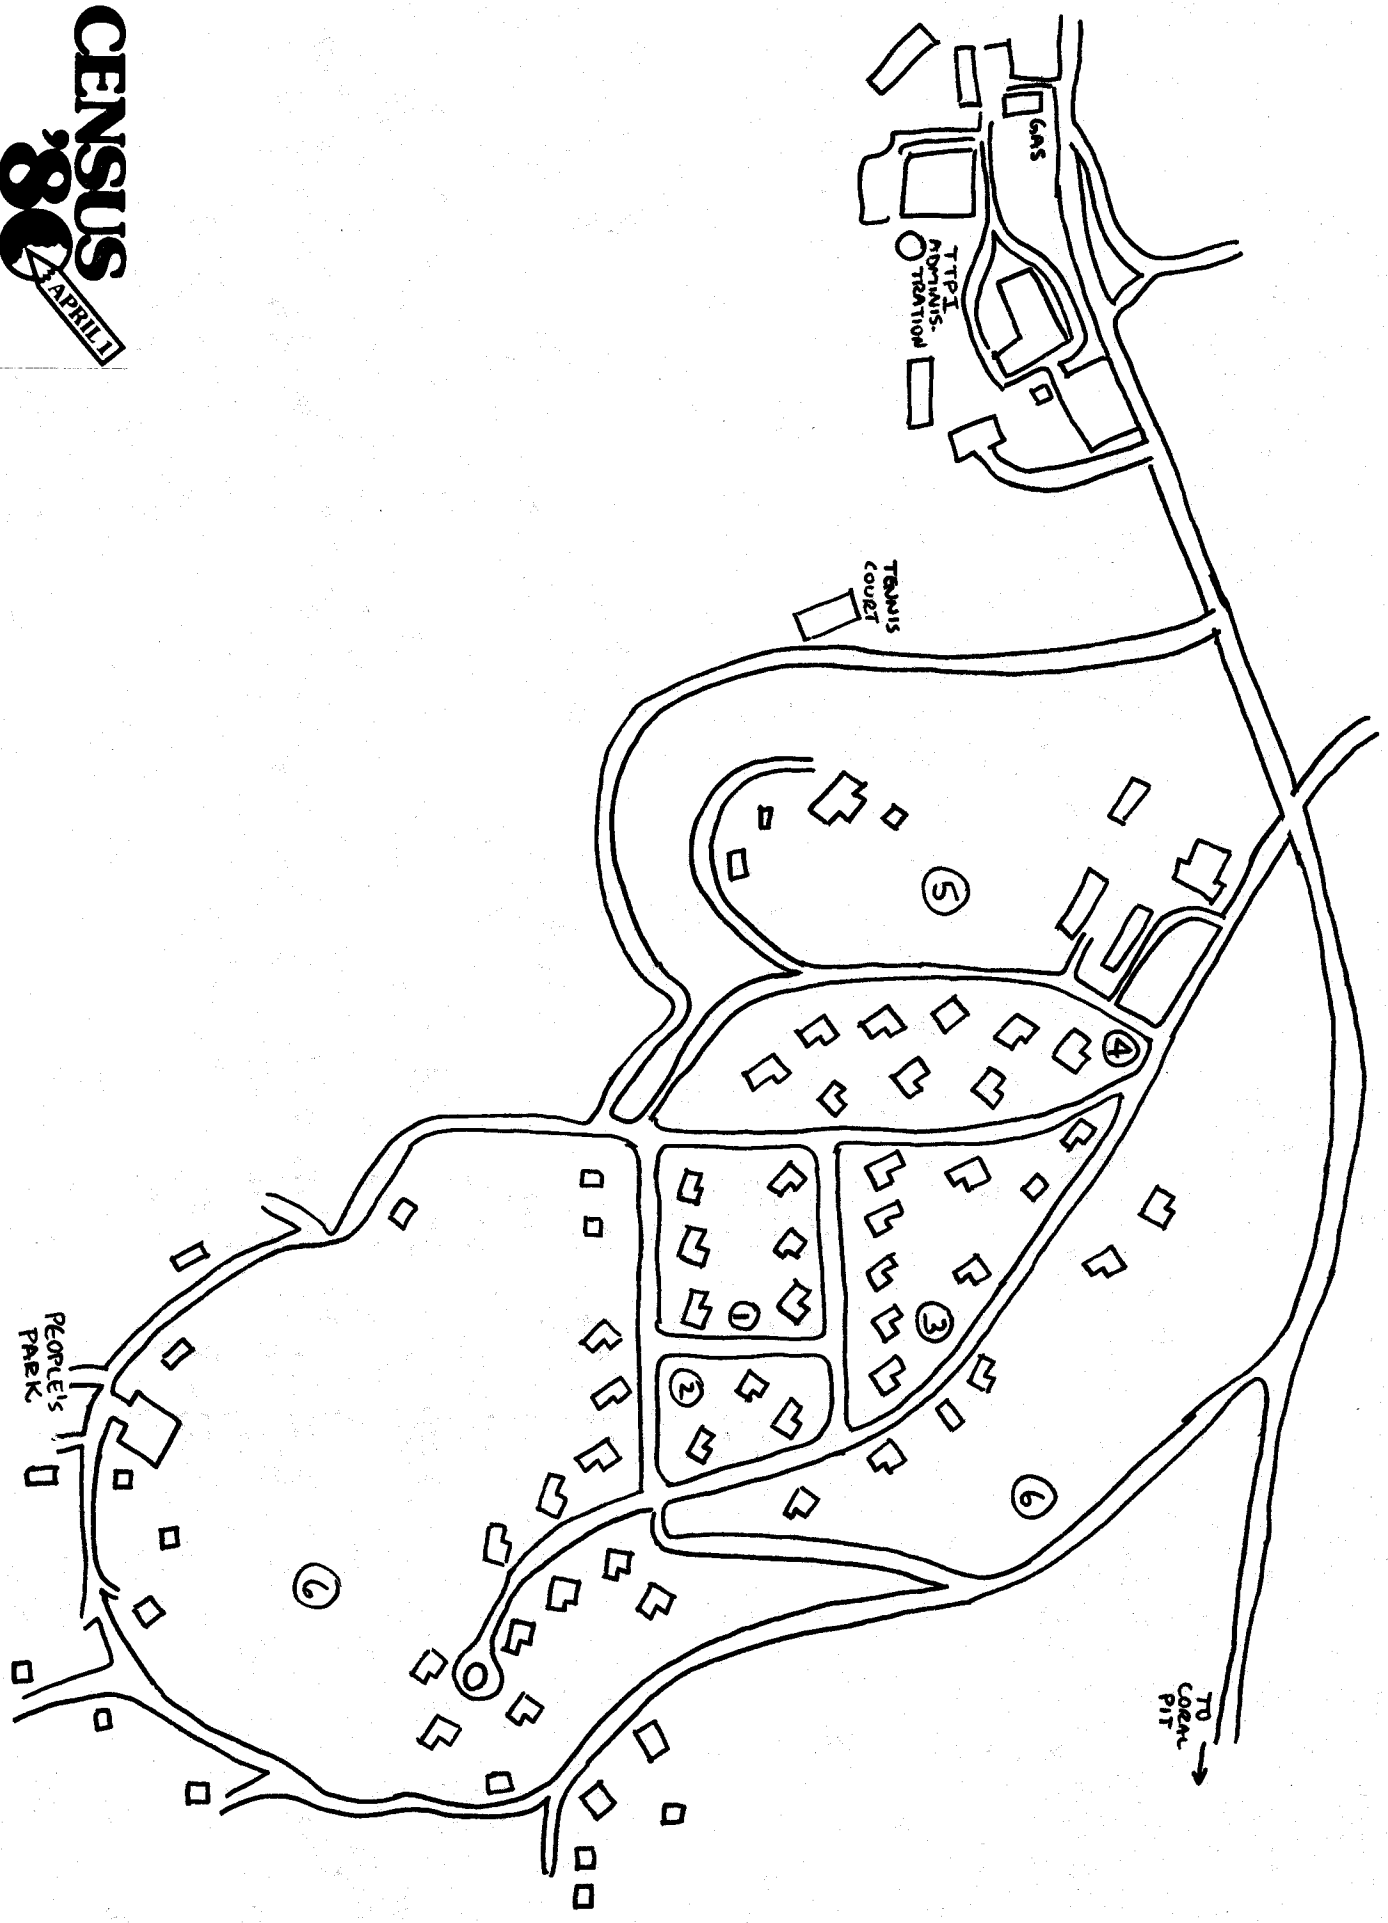 CENSUS
'80
APRIL 1
GAS
TTPI
ADMINIS-
TRATION
TENNIS
COURT
5
4
3
1
2
6
6
TO
CORAL
PIT
PEOPLE'S
PARK